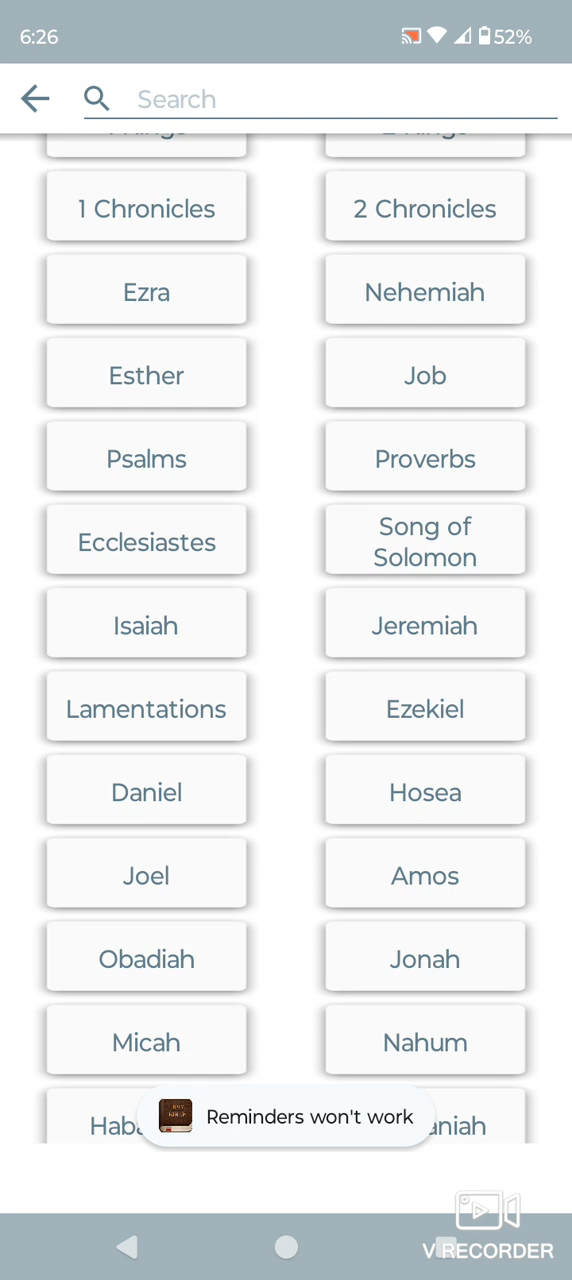 6:26
52%
Search
1 Chronicles
2 Chronicles
Ezra
Nehemiah
Esther
Job
Psalms
Proverbs
Ecclesiastes
Song of
Solomon
Isaiah
Jeremiah
Lamentations
Ezekiel
Daniel
Hosea
Joel
Amos
Obadiah
Jonah
Micah
Nahum
Reminders won't work
V RECORDER